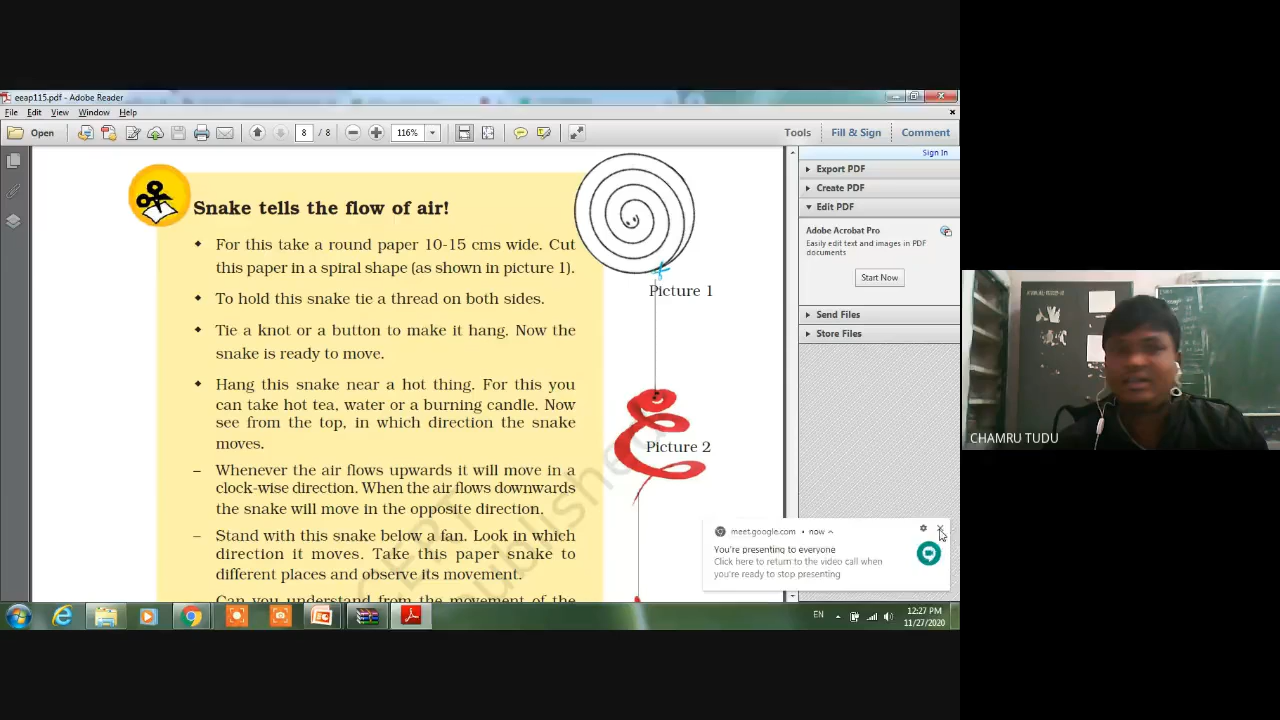 eeap115.pdf - Adobe Reader
File Edit View Window Help
Open 8 / 8 116% Tools Fill & Sign Comment
Sign In
Snake tells the flow of air!
For this take a round paper 10-15 cms wide. Cut
this paper in a spiral shape (as shown in picture 1).
To hold this snake tie a thread on both sides.
Tie a knot or a button to make it hang. Now the
snake is ready to move.
Hang this snake near a hot thing. For this you
can take hot tea, water or a burning candle. Now
see from the top, in which direction the snake
moves.
– Whenever the air flows upwards it will move in a
clock-wise direction. When the air flows downwards
the snake will move in the opposite direction.
– Stand with this snake below a fan. Look in which
direction it moves. Take this paper snake to
different places and observe its movement.
Can you understand from the movement of the
Picture 1
Picture 2
Export PDF
Create PDF
Edit PDF
Adobe Acrobat Pro
Easily edit text and images in PDF
documents
Start Now
Send Files
Store Files
meet.google.com • now
You're presenting to everyone
Click here to return to the video call when
you're ready to stop presenting
EN
12:27 PM
11/27/2020
CHAMRU TUDU